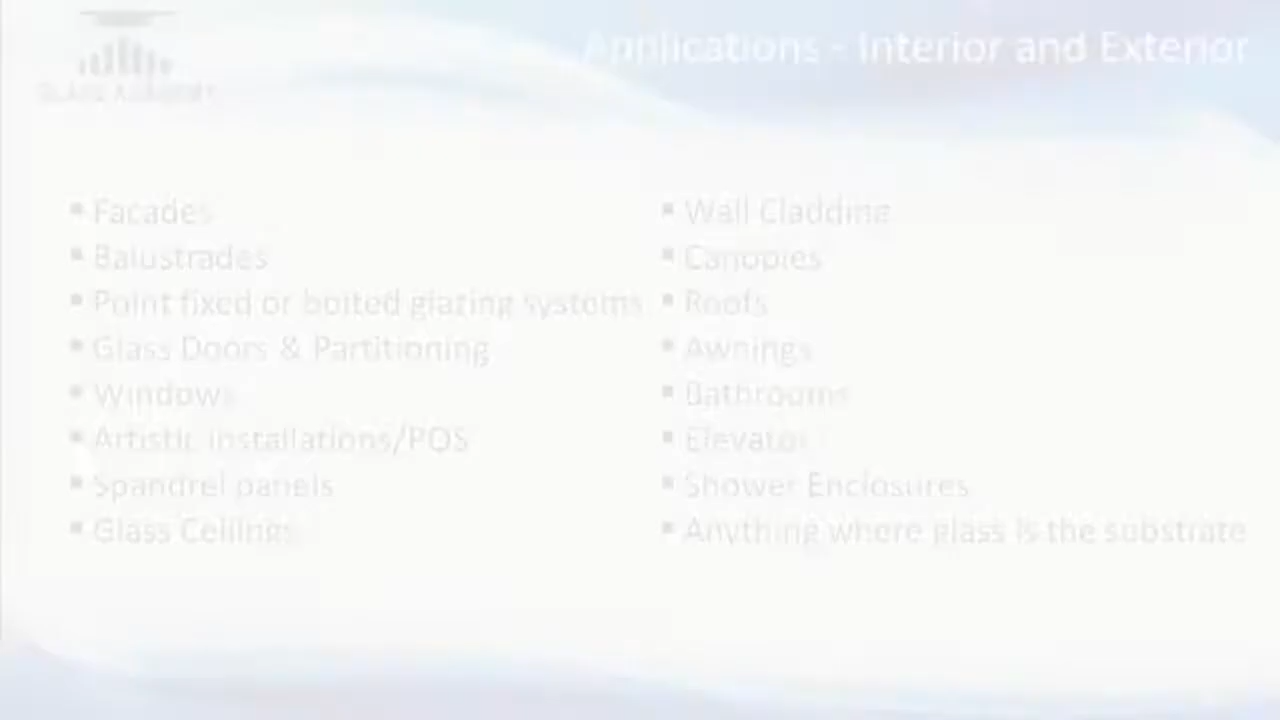 Applications - Interior and Exterior
GLASS ACADEMY
Facades
Balustrades
Point fixed or bolted glazing systems
Glass Doors & Partitioning
Windows
Artistic installations/POS
Spandrel panels
Glass Ceilings
Wall Cladding
Canopies
Roofs
Awnings
Bathrooms
Elevator
Shower Enclosures
Anything where glass is the substrate